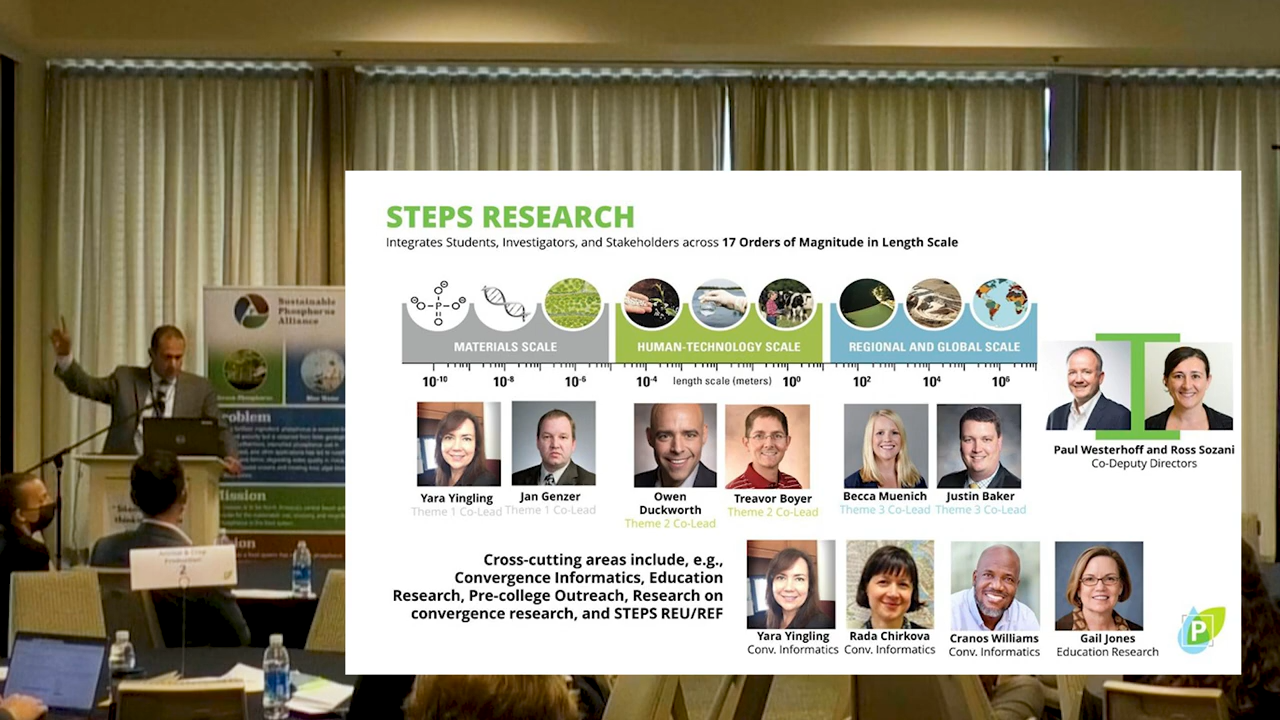 STEPS RESEARCH
Integrates Students, Investigators, and Stakeholders across 17 Orders of Magnitude in Length Scale
⊖O P O⊖
O⊖
O
MATERIALS SCALE
HUMAN-TECHNOLOGY SCALE
REGIONAL AND GLOBAL SCALE
10-10
10-8
10-6
10-4
length scale (meters)
100
102
104
106
Yara Yingling
Theme 1 Co-Lead
Jan Genzer
Theme 1 Co-Lead
Owen
Duckworth
Theme 2 Co-Lead
Treavor Boyer
Theme 2 Co-Lead
Becca Muenich
Theme 3 Co-Lead
Justin Baker
Theme 3 Co-Lead
Paul Westerhoff and Ross Sozani
Co-Deputy Directors
Cross-cutting areas include, e.g.,
Convergence Informatics, Education
Research, Pre-college Outreach, Research on
convergence research, and STEPS REU/REF
Yara Yingling
Conv. Informatics
Rada Chirkova
Conv. Informatics
Cranos Williams
Conv. Informatics
Gail Jones
Education Research
P
Sustainable
Phosphorus
Alliance
roblem
ission
ion
2